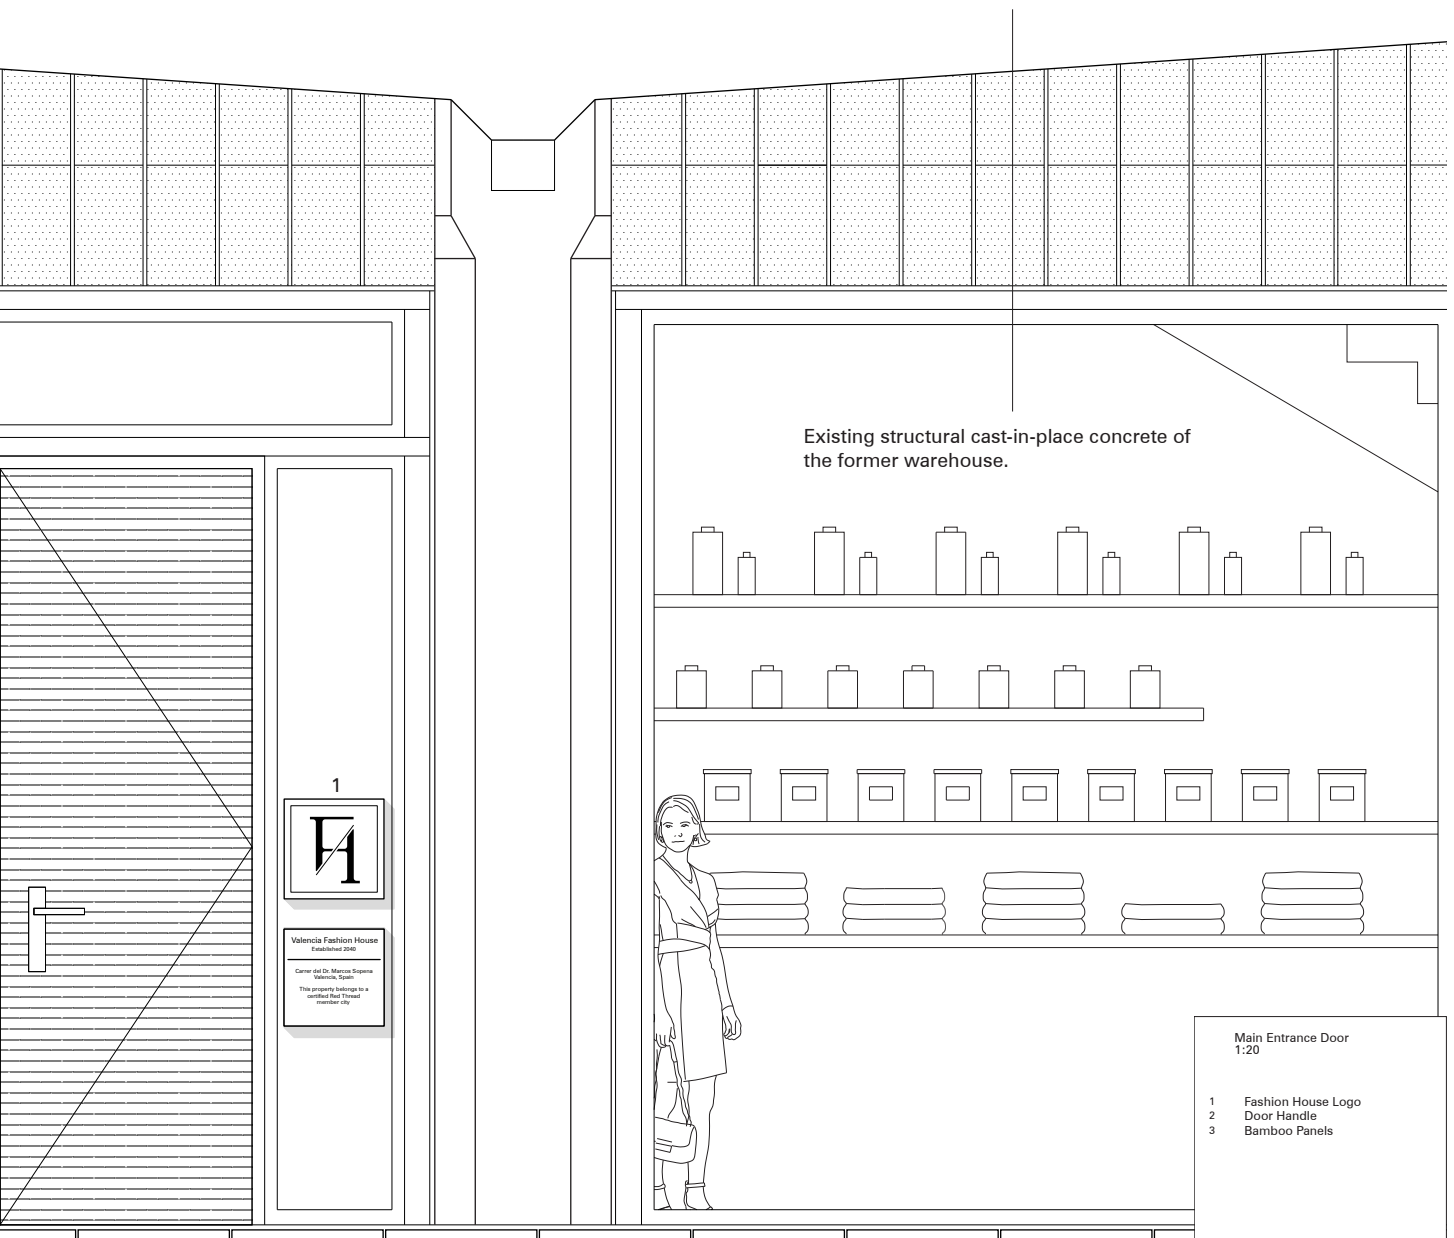 Existing structural cast-in-place concrete of
the former warehouse.
1
FA
Valencia Fashion House
Established 2040
Carrer del Dr. Marcos Sopena
Valencia, Spain
This property belongs to a
certified Red Thread
member city
Main Entrance Door
1:20
1 Fashion House Logo
2 Door Handle
3 Bamboo Panels